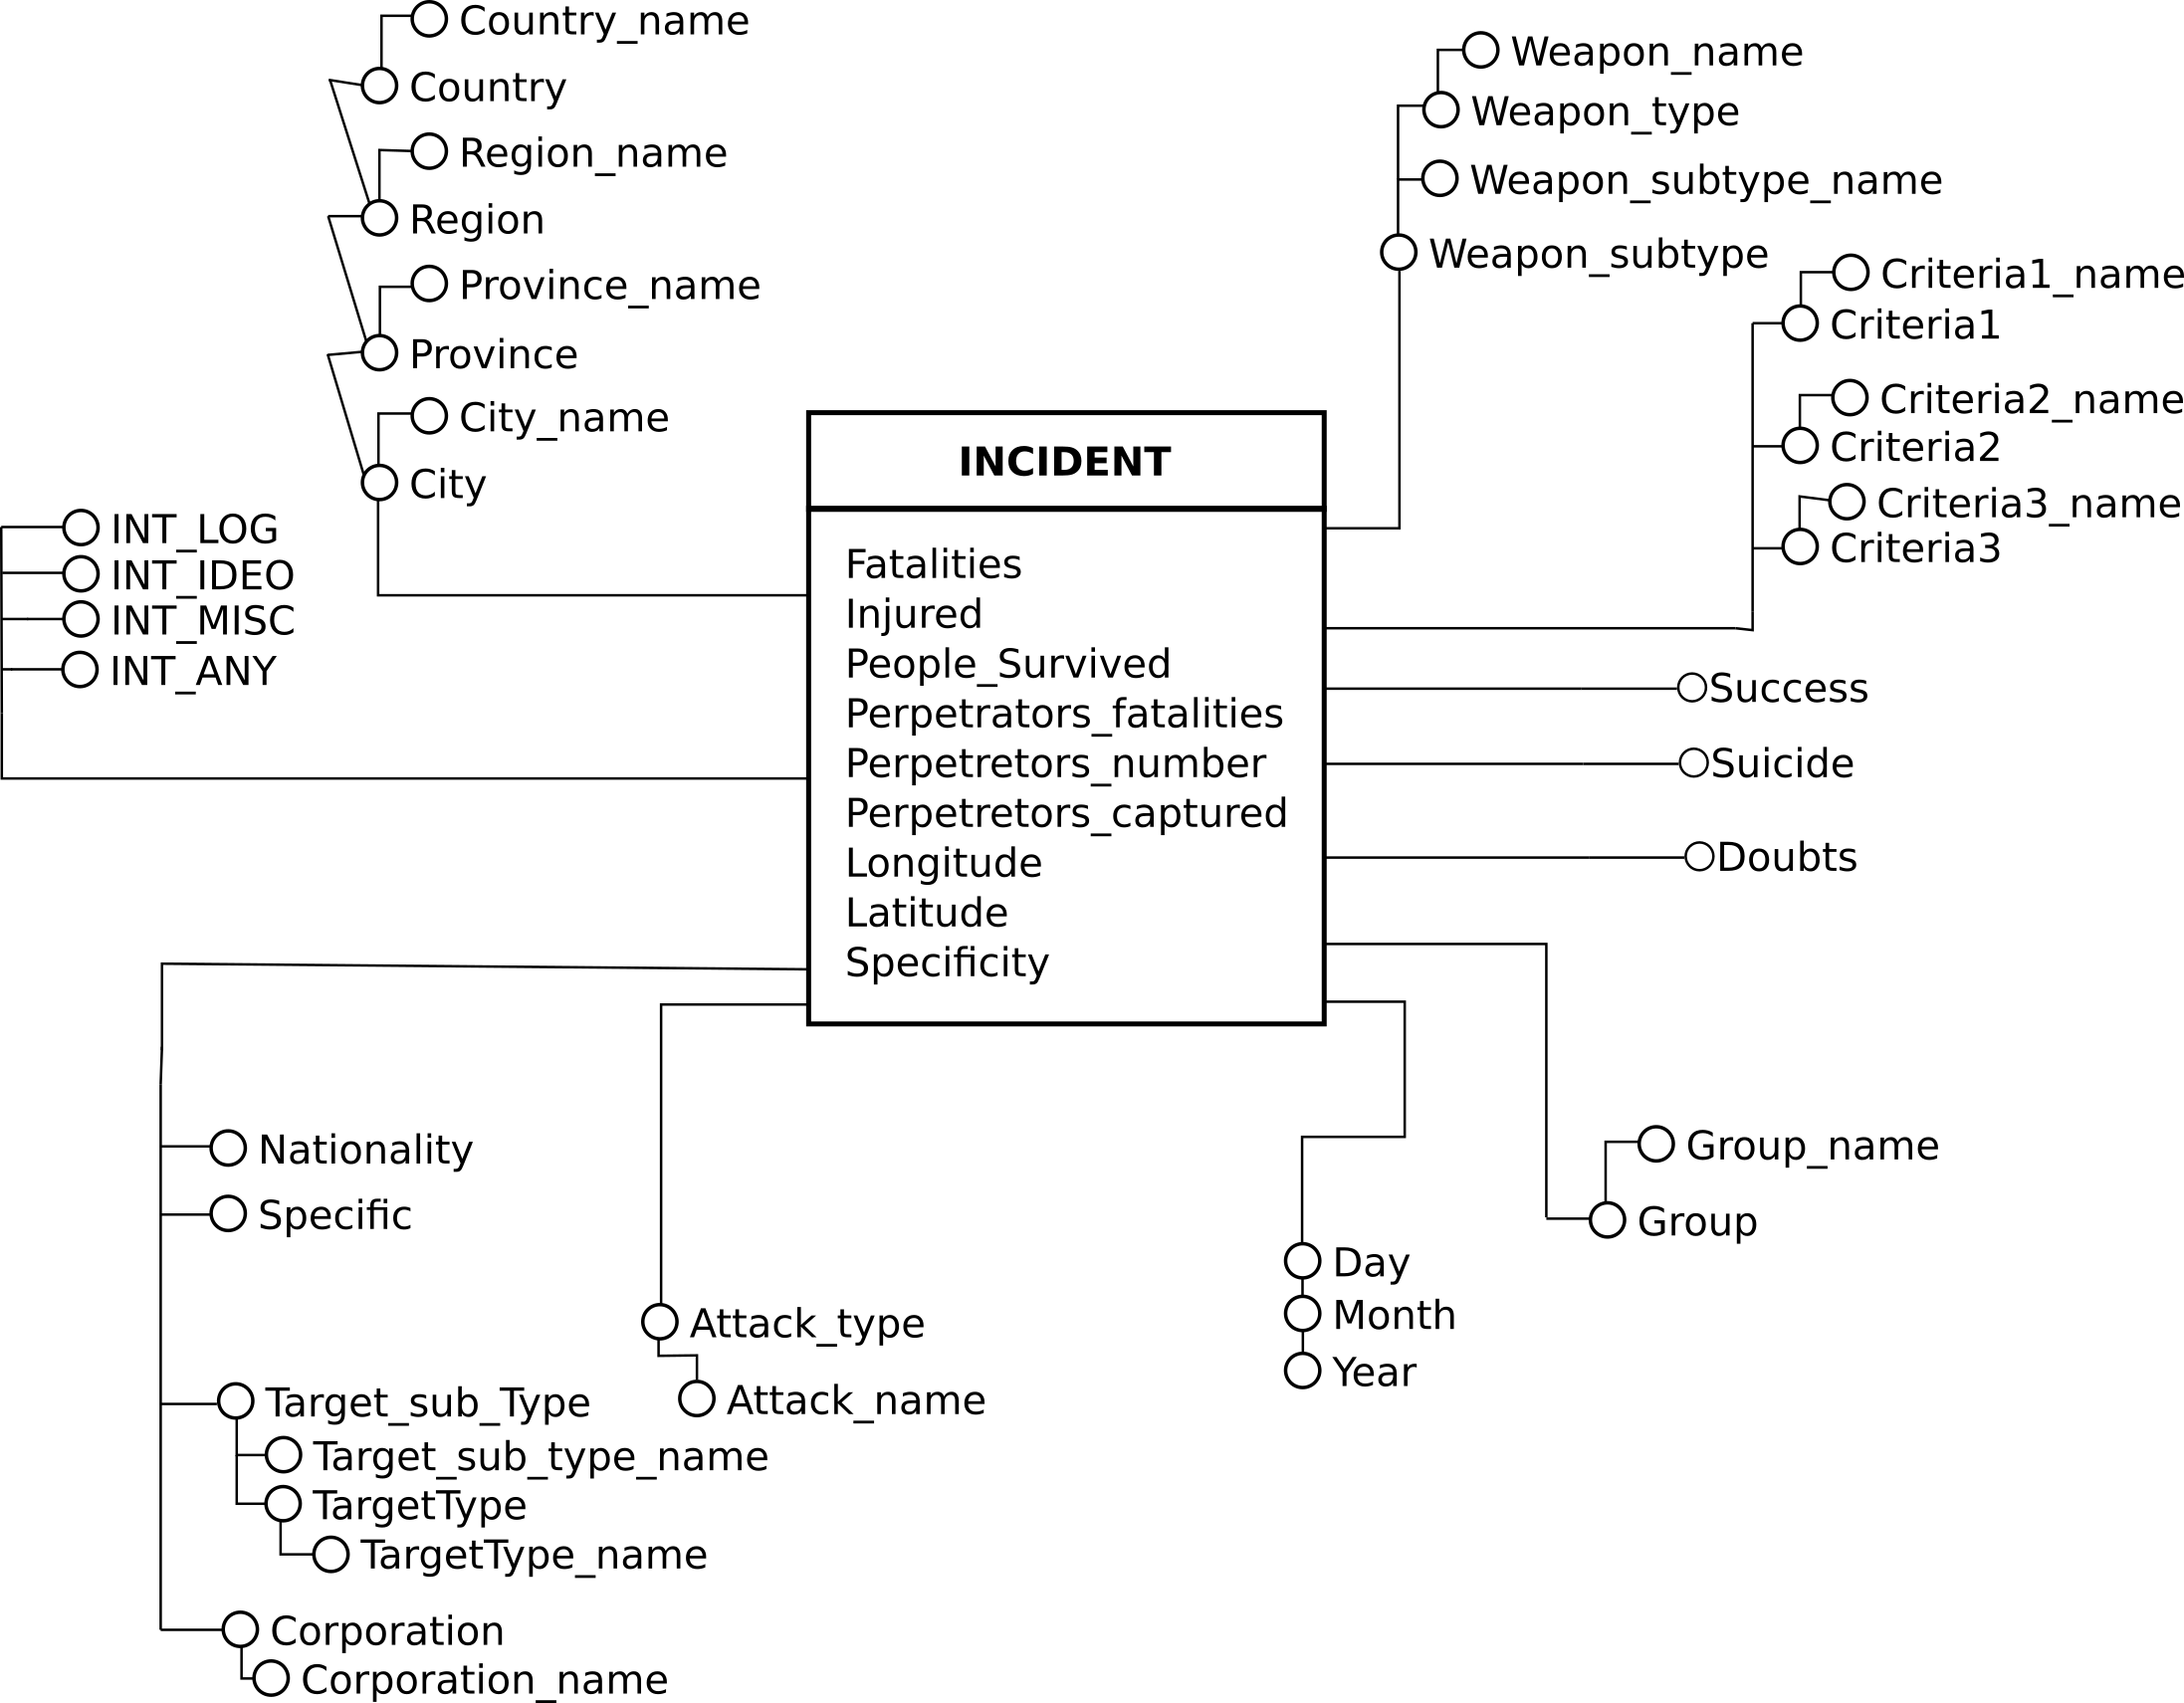 Country_name
Country
Region_name
Region
Province_name
Province
City_name
City
INT_LOG
INT_IDEO
INT_MISC
INT_ANY
Weapon_name
Weapon_type
Weapon_subtype_name
Weapon_subtype
Criteria1_name
Criteria1
Criteria2_name
Criteria2
Criteria3_name
Criteria3
INCIDENT
Fatalities
Injured
People_Survived
Perpetrators_fatalities
Perpetretors_number
Perpetretors_captured
Longitude
Latitude
Specificity
Success
Suicide
Doubts
Nationality
Specific
Target_sub_Type
Target_sub_type_name
TargetType
TargetType_name
Corporation
Corporation_name
Attack_type
Attack_name
Day
Month
Year
Group_name
Group